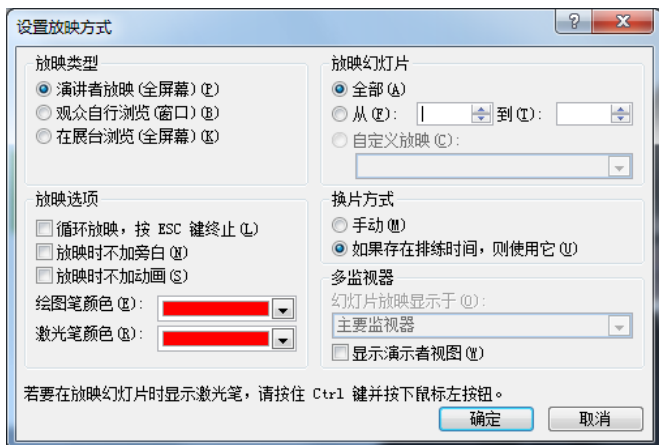 设置放映方式
放映类型
演讲者放映(全屏幕)(P)
观众自行浏览(窗口)(B)
在展台浏览(全屏幕)(K)
放映选项
循环放映，按 ESC 键终止(L)
放映时不加旁白(N)
放映时不加动画(S)
绘图笔颜色(E):
激光笔颜色(R):
放映幻灯片
全部(A)
从(F): 到(T):
自定义放映(C):
换片方式
手动(M)
如果存在排练时间，则使用它(U)
多监视器
幻灯片放映显示于(O):
主要监视器
显示演示者视图(W)
若要在放映幻灯片时显示激光笔，请按住 Ctrl 键并按下鼠标左按钮。
确定 取消